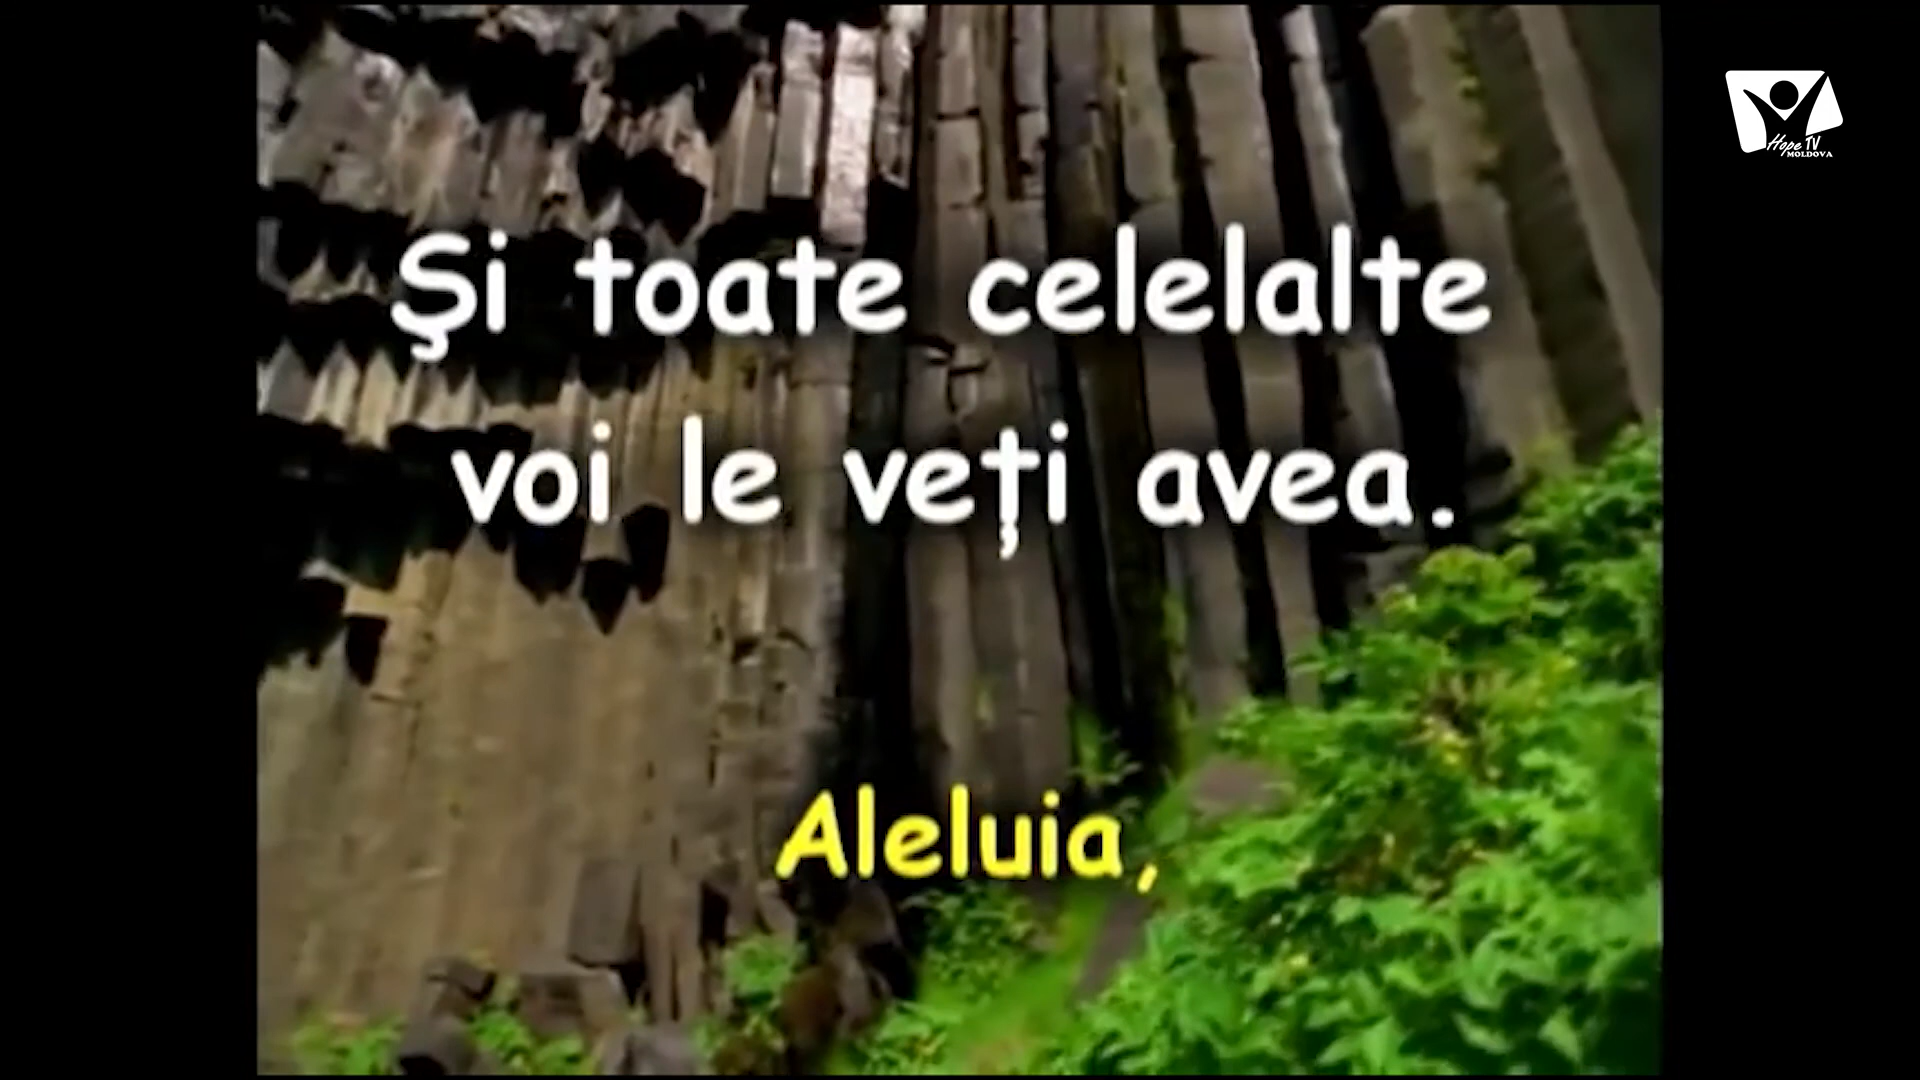 Hope TV
MOLDOVA
Şi toate celelalte
voi le veţi avea.
Aleluia,